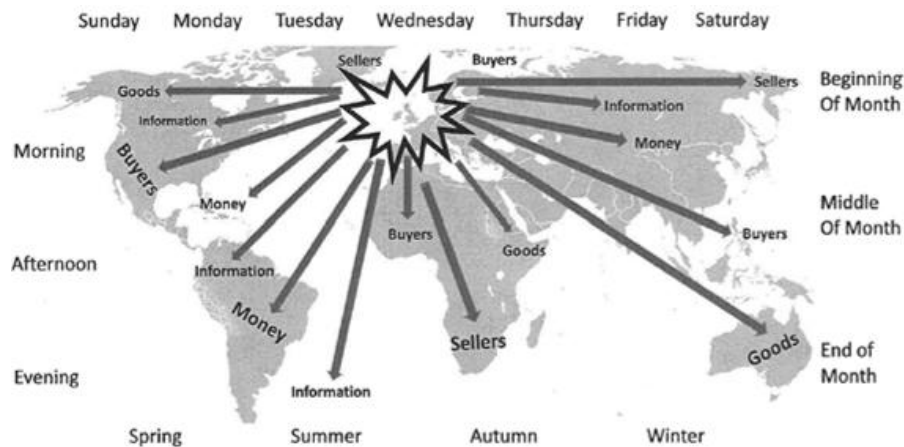 Sunday Monday Tuesday Wednesday Thursday Friday Saturday
Sellers Buyers
Goods Sellers Beginning
Information Information Of Month
Money
Morning
Buyers
Money Middle
Buyers Buyers Of Month
Goods
Afternoon Information
Money Sellers Goods End of
Evening Information Month
Spring Summer Autumn Winter